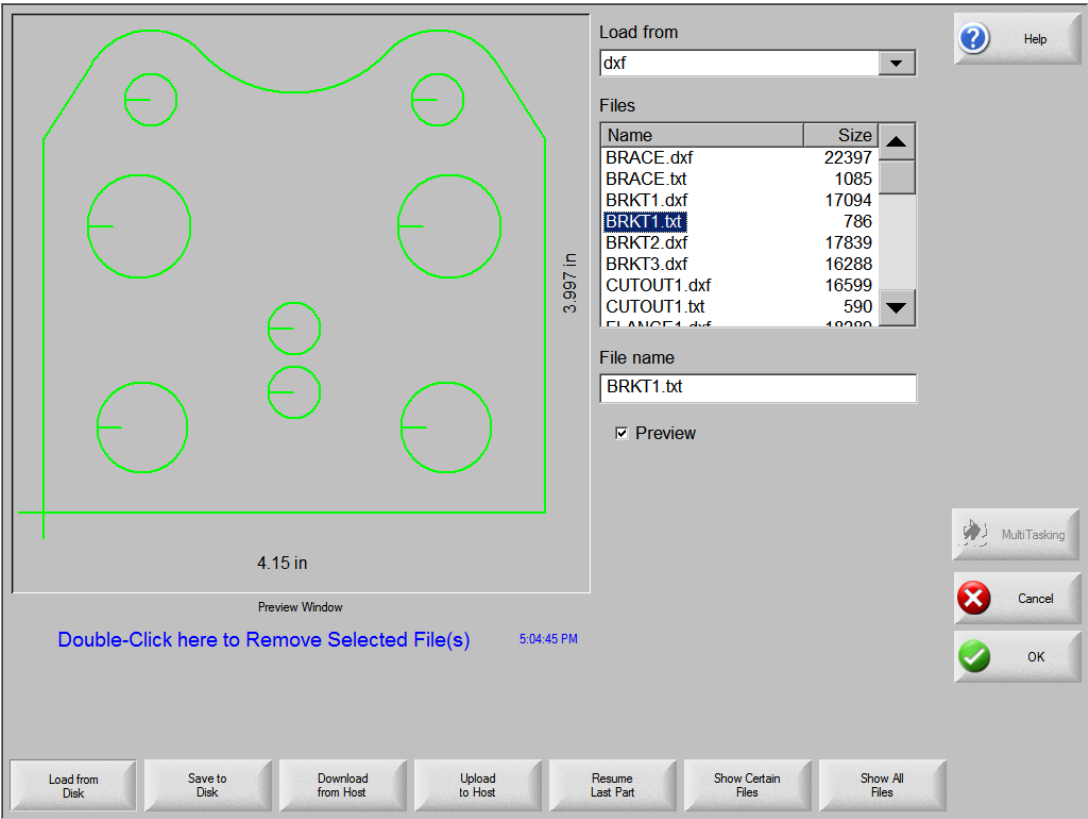 Load from
dxf
Help
Files
Name Size
BRACE.dxf 22397
BRACE.txt 1085
BRKT1.dxf 17094
BRKT1.txt 786
BRKT2.dxf 17839
BRKT3.dxf 16288
CUTOUT1.dxf 16599
CUTOUT1.txt 590
3.997 in
File name
BRKT1.txt
Preview
4.15 in
Preview Window
Double-Click here to Remove Selected File(s) 5:04:45 PM
MultiTasking
Cancel
OK
Load from
Disk
Save to
Disk
Download
from Host
Upload
to Host
Resume
Last Part
Show Certain
Files
Show All
Files